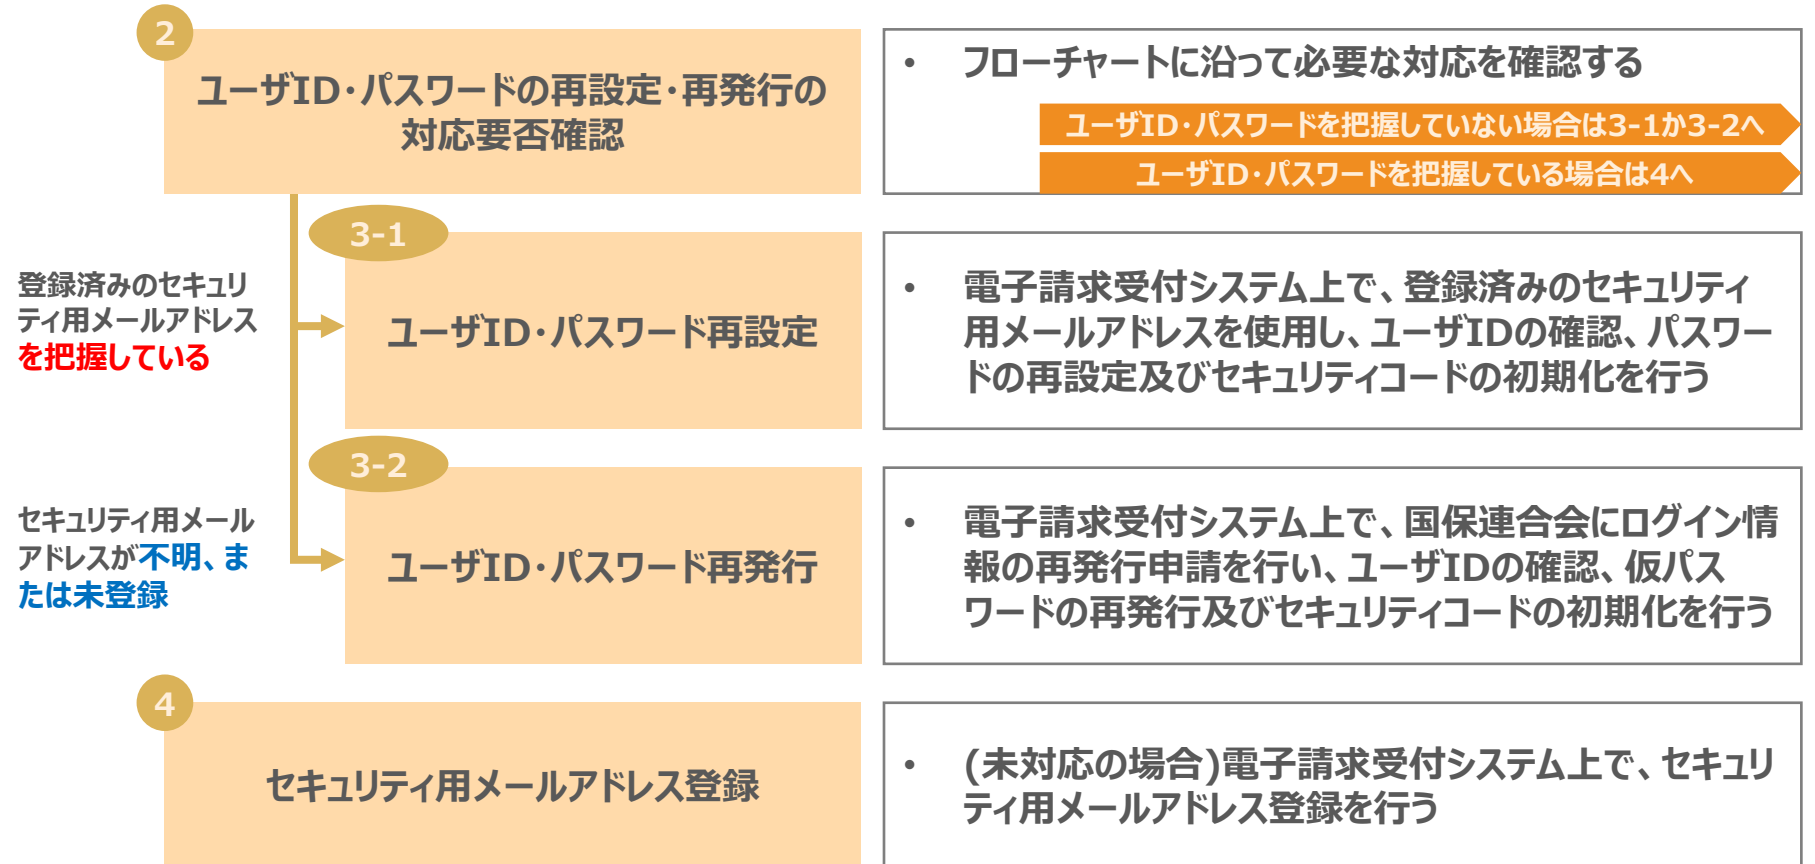 2
ユーザID・パスワードの再設定・再発行の
対応要否確認
• フローチャートに沿って必要な対応を確認する
ユーザID・パスワードを把握していない場合は3-1か3-2へ
ユーザID・パスワードを把握している場合は4へ
登録済みのセキュリ
ティ用メールアドレス
を把握している
3-1
ユーザID・パスワード再設定
• 電子請求受付システム上で、登録済みのセキュリティ
用メールアドレスを使用し、ユーザIDの確認、パスワー
ドの再設定及びセキュリティコードの初期化を行う
セキュリティ用メール
アドレスが不明、ま
たは未登録
3-2
ユーザID・パスワード再発行
• 電子請求受付システム上で、国保連合会にログイン情
報の再発行申請を行い、ユーザIDの確認、仮パス
ワードの再発行及びセキュリティコードの初期化を行う
4
セキュリティ用メールアドレス登録
• (未対応の場合)電子請求受付システム上で、セキュリ
ティ用メールアドレス登録を行う